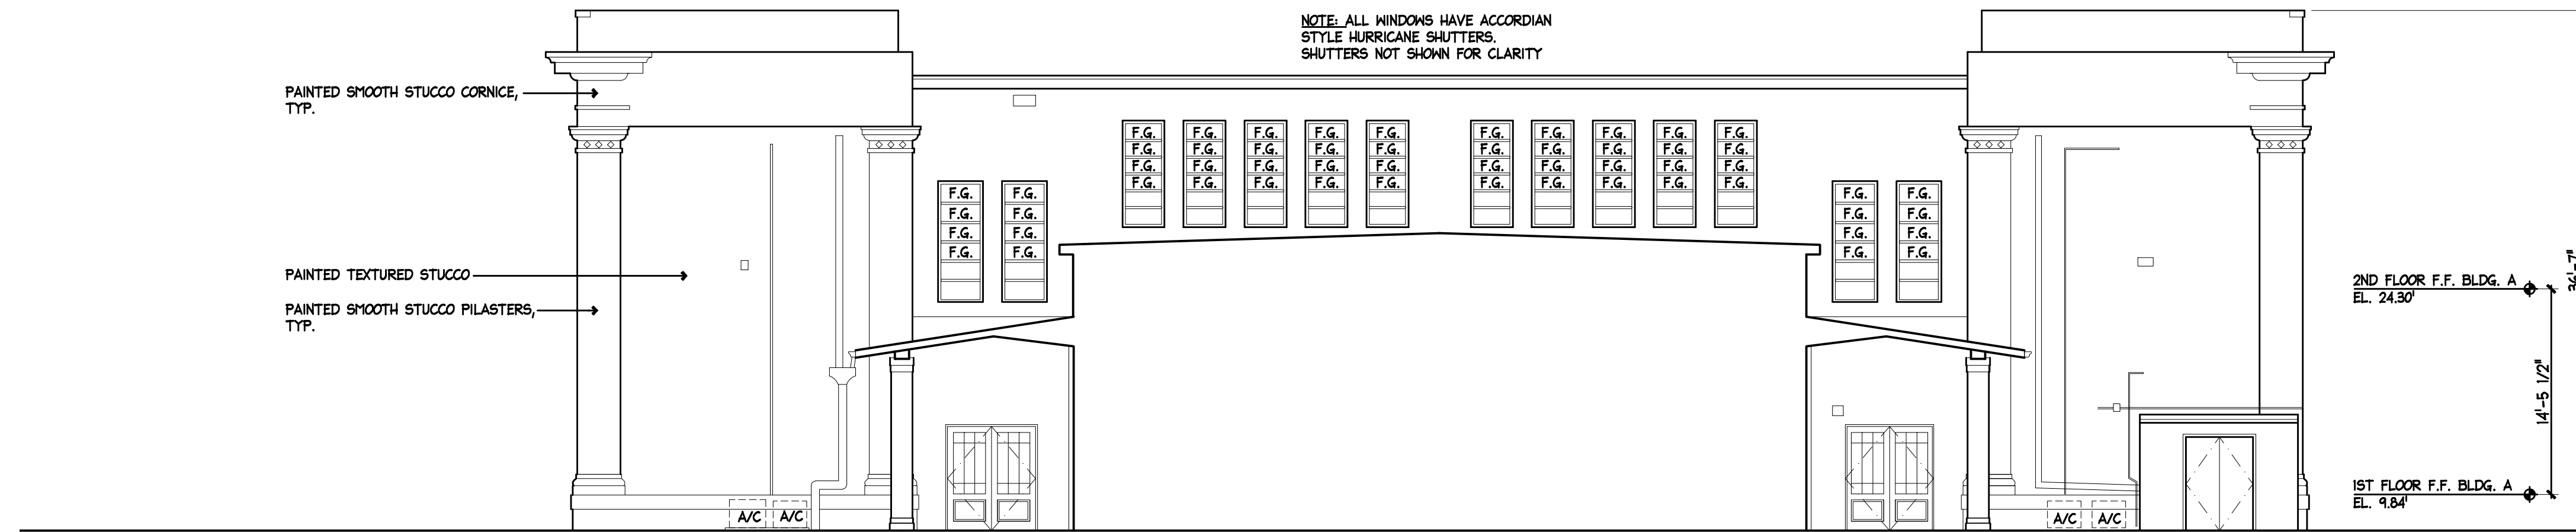 NOTE: ALL WINDOWS HAVE ACCORDIAN
STYLE HURRICANE SHUTTERS.
SHUTTERS NOT SHOWN FOR CLARITY
PAINTED SMOOTH STUCCO CORNICE,
TYP.
F.G. F.G. F.G. F.G. F.G. F.G. F.G. F.G. F.G. F.G.
F.G. F.G. F.G. F.G. F.G. F.G. F.G. F.G. F.G. F.G.
F.G. F.G. F.G. F.G. F.G. F.G. F.G. F.G. F.G. F.G.
F.G. F.G. F.G. F.G. F.G. F.G. F.G. F.G. F.G. F.G.
F.G. F.G. F.G. F.G.
F.G. F.G. F.G. F.G.
F.G. F.G. F.G. F.G.
F.G. F.G. F.G. F.G.
PAINTED TEXTURED STUCCO
PAINTED SMOOTH STUCCO PILASTERS,
TYP.
2ND FLOOR F.F. BLDG. A
EL. 24.30'
14'-5 1/2"
1ST FLOOR F.F. BLDG. A
EL. 9.84'
A/C A/C A/C A/C